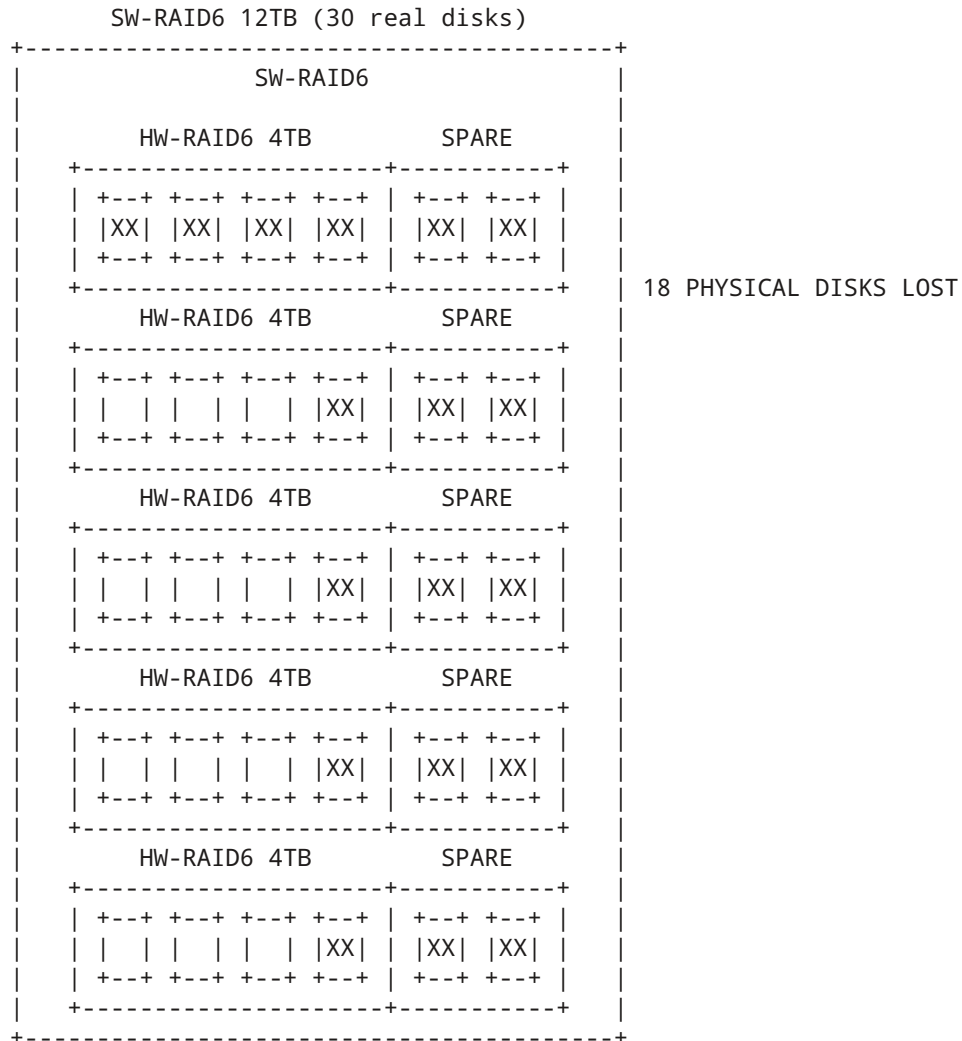 SW-RAID6 12TB (30 real disks)
+-----------------------------------------+
|                SW-RAID6                 |
|                                         |
|        HW-RAID6 4TB         SPARE       |
|   +---------------------+-----------+   |
|   | +--+ +--+ +--+ +--+ | +--+ +--+ |   |
|   | |XX| |XX| |XX| |XX| | |XX| |XX| |   |
|   | +--+ +--+ +--+ +--+ | +--+ +--+ |   |
|   +---------------------+-----------+   | 18 PHYSICAL DISKS LOST
|        HW-RAID6 4TB         SPARE       |
|   +---------------------+-----------+   |
|   | +--+ +--+ +--+ +--+ | +--+ +--+ |   |
|   | |  | |  | |  | |XX| | |XX| |XX| |   |
|   | +--+ +--+ +--+ +--+ | +--+ +--+ |   |
|   +---------------------+-----------+   |
|        HW-RAID6 4TB         SPARE       |
|   +---------------------+-----------+   |
|   | +--+ +--+ +--+ +--+ | +--+ +--+ |   |
|   | |  | |  | |  | |XX| | |XX| |XX| |   |
|   | +--+ +--+ +--+ +--+ | +--+ +--+ |   |
|   +---------------------+-----------+   |
|        HW-RAID6 4TB         SPARE       |
|   +---------------------+-----------+   |
|   | +--+ +--+ +--+ +--+ | +--+ +--+ |   |
|   | |  | |  | |  | |XX| | |XX| |XX| |   |
|   | +--+ +--+ +--+ +--+ | +--+ +--+ |   |
|   +---------------------+-----------+   |
|        HW-RAID6 4TB         SPARE       |
|   +---------------------+-----------+   |
|   | +--+ +--+ +--+ +--+ | +--+ +--+ |   |
|   | |  | |  | |  | |XX| | |XX| |XX| |   |
|   | +--+ +--+ +--+ +--+ | +--+ +--+ |   |
|   +---------------------+-----------+   |
+-----------------------------------------+